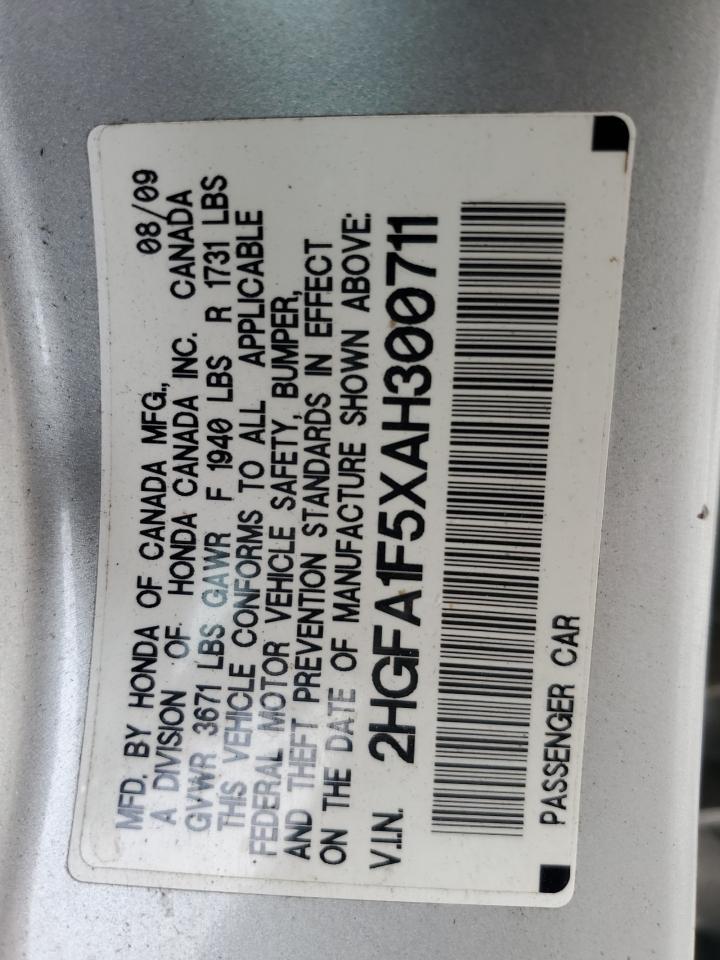 MFD. BY HONDA OF CANADA MFG., 08/09
A DIVISION OF HONDA CANADA INC. CANADA
GVWR 3671 LBS GAWR F 1940 LBS R 1731 LBS
THIS VEHICLE CONFORMS TO ALL APPLICABLE
FEDERAL MOTOR VEHICLE SAFETY, BUMPER,
AND THEFT PREVENTION STANDARDS IN EFFECT
ON THE DATE OF MANUFACTURE SHOWN ABOVE:
V.I.N. 2HGFA1F5XAH300711
PASSENGER CAR